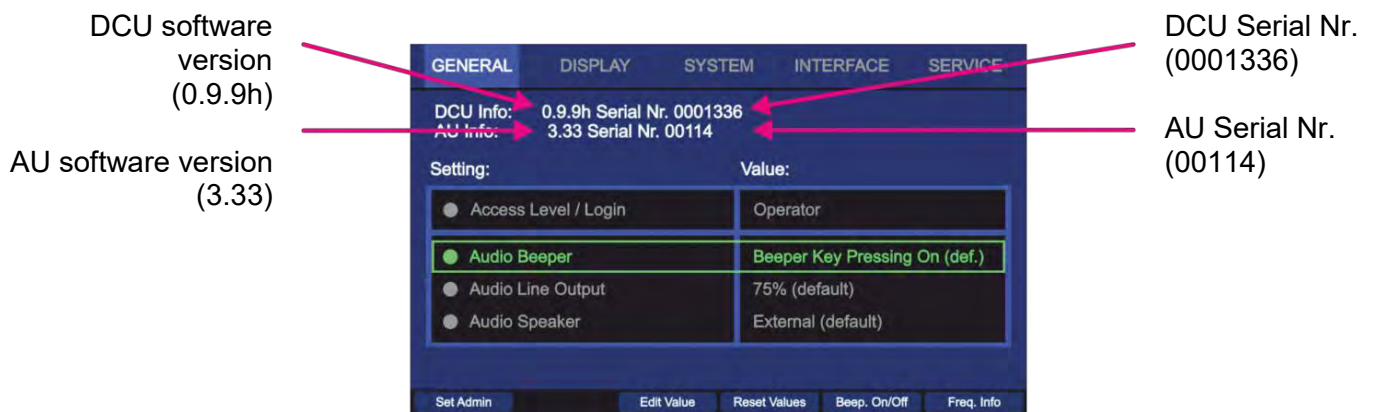 DCU software
version
(0.9.9h)
AU software version
(3.33)
GENERAL DISPLAY SYSTEM INTERFACE SERVICE
DCU Info: 0.9.9h Serial Nr. 0001336
AU Info: 3.33 Serial Nr. 00114
Setting: Value:
Access Level / Login Operator
Audio Beeper Beeper Key Pressing On (def.)
Audio Line Output 75% (default)
Audio Speaker External (default)
Set Admin Edit Value Reset Values Beep. On/Off Freq. Info
DCU Serial Nr.
(0001336)
AU Serial Nr.
(00114)